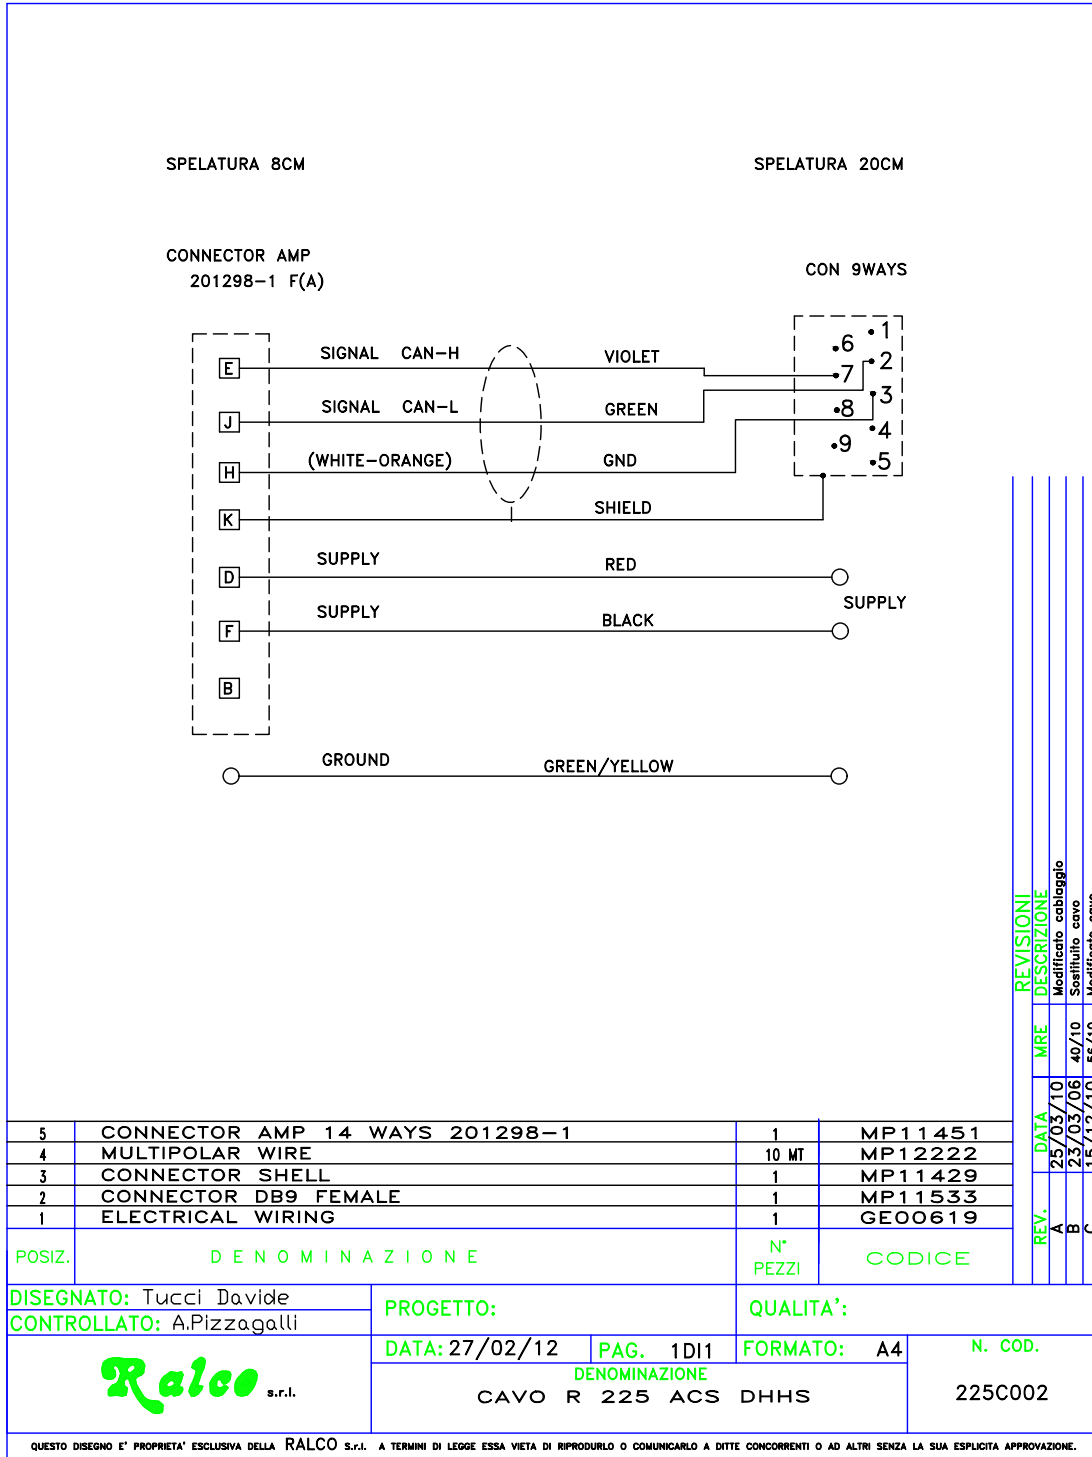 SPELATURA 8CM
SPELATURA 20CM
CONNECTOR AMP
201298-1 F(A)
CON 9WAYS
E
SIGNAL CAN-H
VIOLET
J
SIGNAL CAN-L
GREEN
H
(WHITE-ORANGE)
GND
K
SHIELD
D
SUPPLY
RED
F
SUPPLY
BLACK
SUPPLY
B
GROUND
GREEN/YELLOW
1
6
2
7
3
8
4
9
5
REVISIONI
REV. DATA MRE DESCRIZIONE
A 25/03/10 Modificato cablaggio
B 23/03/06 40/10 Sostituito cavo
5 CONNECTOR AMP 14 WAYS 201298-1 1 MP11451
4 MULTIPOLAR WIRE 10 MT MP12222
3 CONNECTOR SHELL 1 MP11429
2 CONNECTOR DB9 FEMALE 1 MP11533
1 ELECTRICAL WIRING 1 GE00619
POSIZ. DENOMINAZIONE N° PEZZI CODICE
DISEGNATO: Tucci Davide
CONTROLLATO: A.Pizzagalli
PROGETTO:
QUALITA':
DATA: 27/02/12
PAG. 1DI1
FORMATO: A4
N. COD.
225C002
DENOMINAZIONE
CAVO R 225 ACS DHHS
Ralco s.r.l.
QUESTO DISEGNO E' PROPRIETA' ESCLUSIVA DELLA RALCO S.r.l. A TERMINI DI LEGGE ESSA VIETA DI RIPRODURLO O COMUNICARLO A DITTE CONCORRENTI O AD ALTRI SENZA LA SUA ESPLICITA APPROVAZIONE.